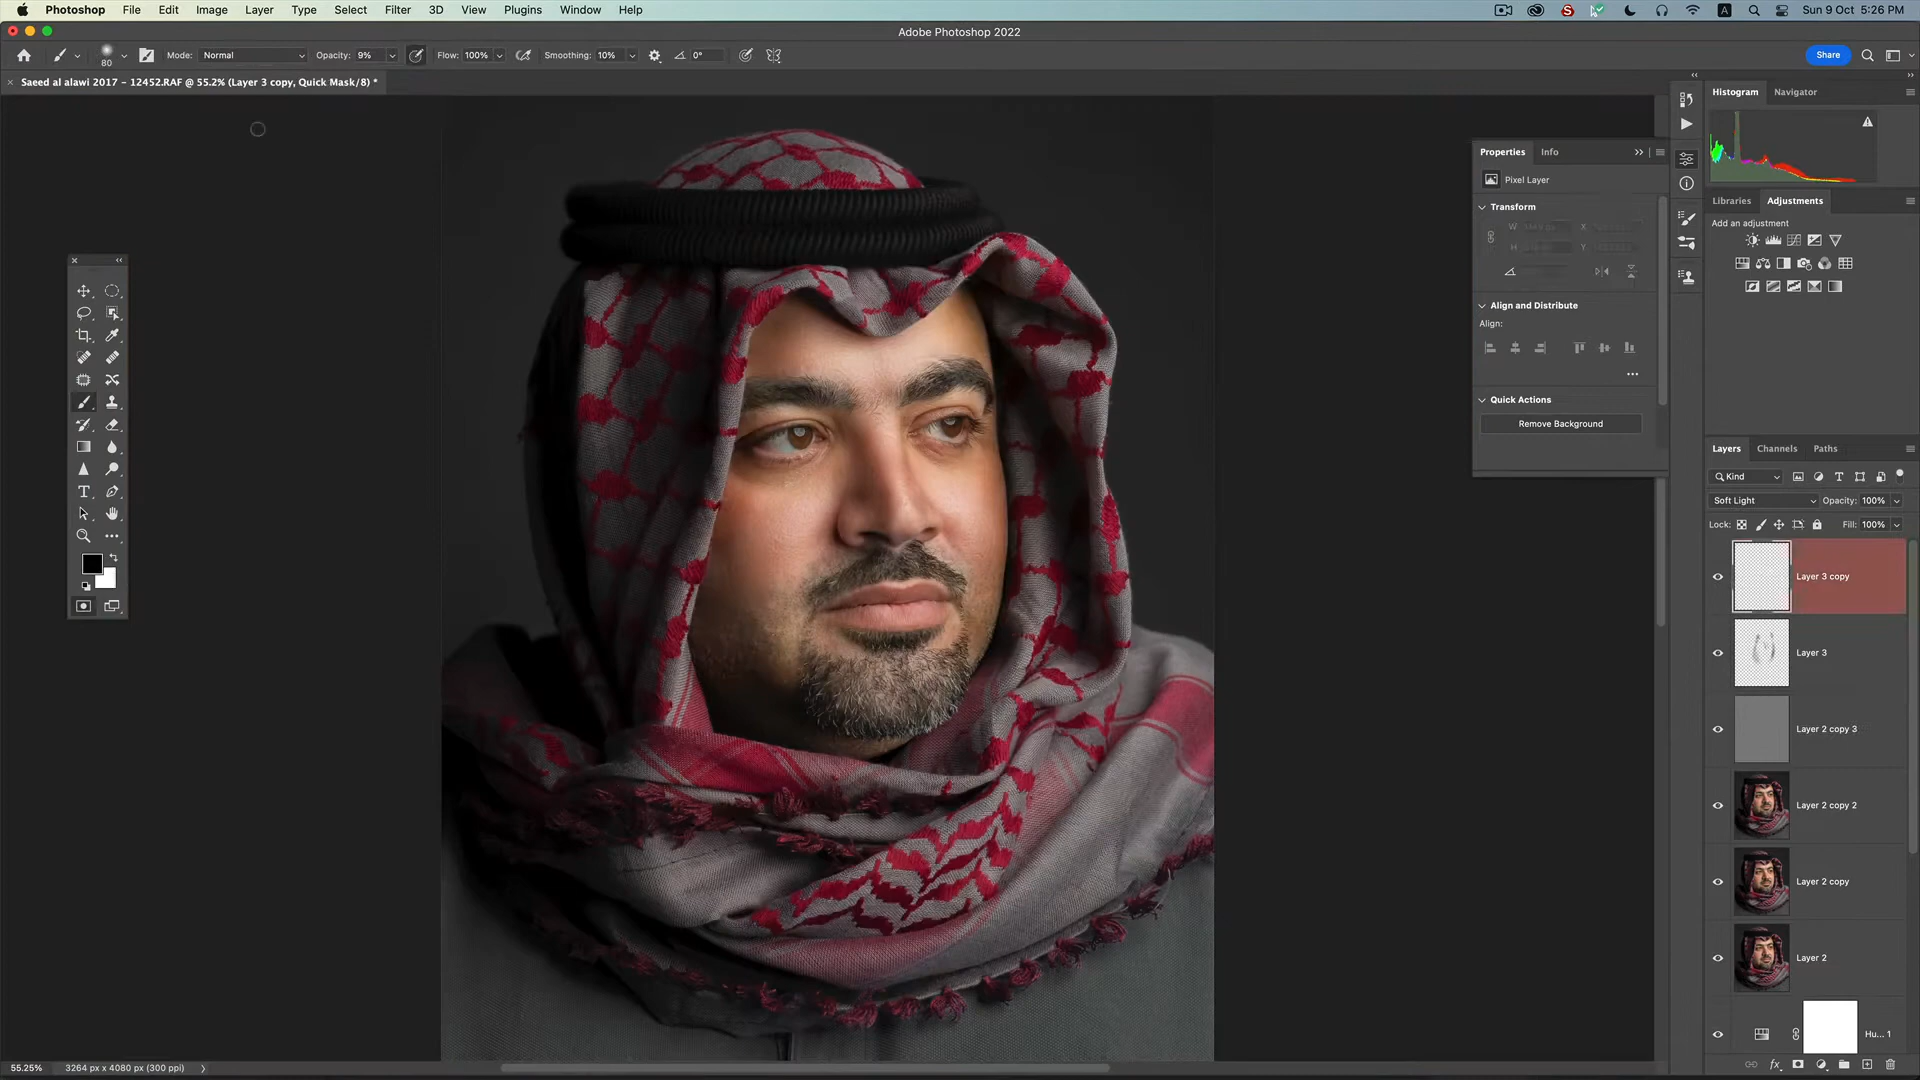 Photoshop File Edit Image Layer Type Select Filter 3D View Plugins Window Help
A Sun 9 Oct 5:26 PM
Adobe Photoshop 2022
80 Mode: Normal Opacity: 9% Flow: 100% Smoothing: 10% 0° Share
Saeed al alawi 2017 - 12452.RAF @ 55.2% (Layer 3 copy, Quick Mask/8) *
Histogram Navigator
Properties Info
Pixel Layer
Transform
W X
H Y
Align and Distribute
Align:
Quick Actions
Remove Background
Libraries Adjustments
Add an adjustment
Layers Channels Paths
Kind
Soft Light Opacity: 100%
Lock: Fill: 100%
Layer 3 copy
Layer 3
Layer 2 copy 3
Layer 2 copy 2
Layer 2 copy
Layer 2
Hu... 1
55.25% 3264 px x 4080 px (300 ppi)